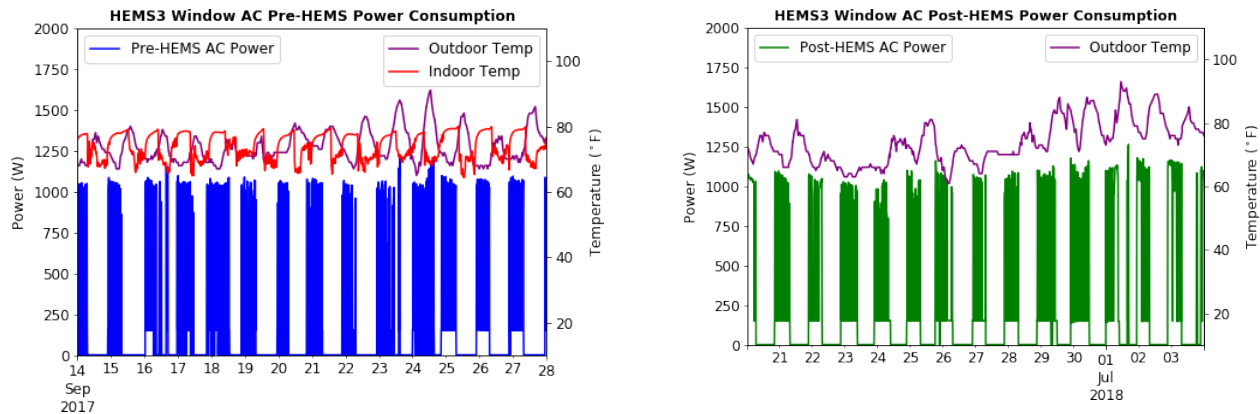 HEMS3 Window AC Pre-HEMS Power Consumption
Pre-HEMS AC Power
Outdoor Temp
Indoor Temp
Power (W)
2000
1750
1500
1250
1000
750
500
250
0
14 15 16 17 18 19 20 21 22 23 24 25 26 27 28
Sep
2017
100
80
60
40
20
Temperature (°F)
HEMS3 Window AC Post-HEMS Power Consumption
Post-HEMS AC Power
Outdoor Temp
Power (W)
2000
1750
1500
1250
1000
750
500
250
0
21 22 23 24 25 26 27 28 29 30 01 02 03
Jul
2018
100
80
60
40
20
Temperature (°F)